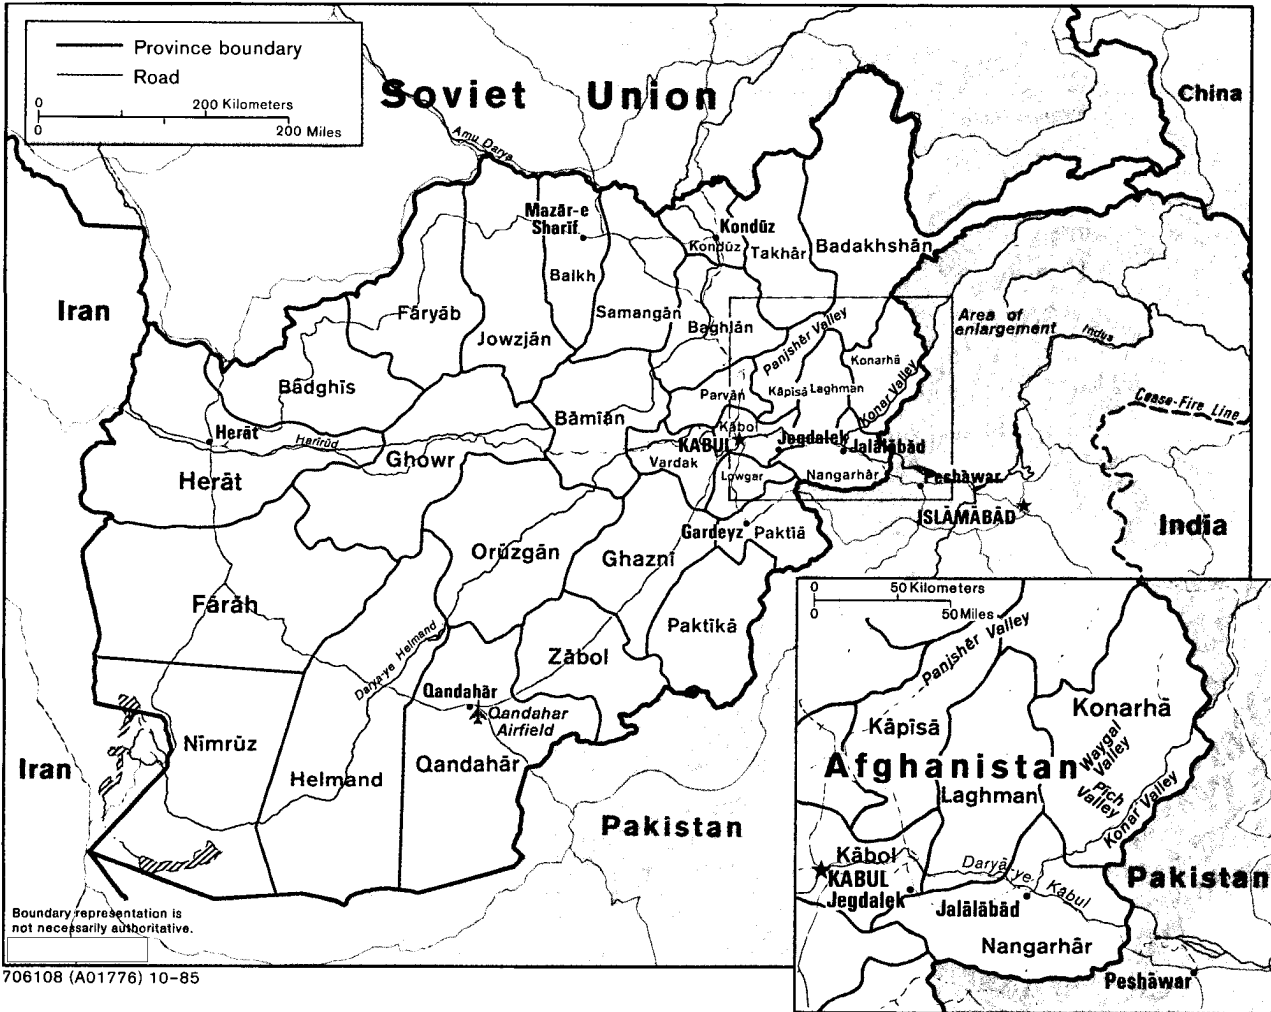 Province boundary
Road
0 200 Kilometers
0 200 Miles
Soviet Union
China
Amu Darya
Mazār-e
Sharīf
Kondūz
Kondūz
Takhār
Badakhshān
Balkh
Iran
Fāryāb
Samangān
Jowzjān
Baghlān
Panjshēr Valley
Area of
enlargement
Indus
Konarhā
Bādghīs
Parvān
Kāpīsā
Laghman
Konar Valley
Cease-Fire Line
Bāmīān
Herāt
Harīrūd
Kābol
KABUL
Jegdalek
Jalālābād
Ghowr
Vardak
Lowgar
Nangarhār
Peshāwar
Herāt
ISLĀMĀBĀD
India
Gardeyz
Paktīā
Orūzgān
Ghaznī
Fārāh
Paktīkā
Zābol
Darya-ye Helmand
Qandahār
Qandahar
Airfield
Nīmrūz
Iran
Helmand
Qandahār
Pakistan
0 50 Kilometers
0 50 Miles
Panjshēr Valley
Kāpīsā
Konarhā
Waygal
Valley
Afghanistan
Pīch
Valley
Laghman
Konar Valley
Kābol
KABUL
Jegdalek
Daryā-ye Kabul
Pakistan
Jalālābād
Nangarhār
Peshāwar
Boundary representation is
not necessarily authoritative.
706108 (A01776) 10-85